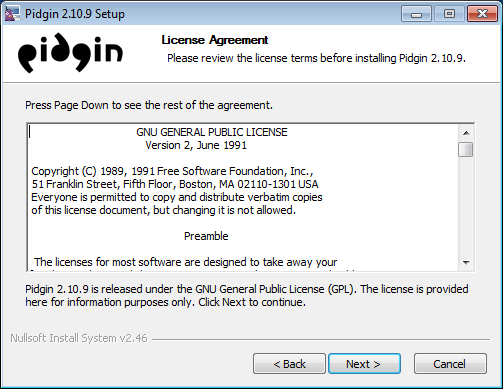 Pidgin 2.10.9 Setup
pidgin
License Agreement
Please review the license terms before installing Pidgin 2.10.9.
Press Page Down to see the rest of the agreement.
GNU GENERAL PUBLIC LICENSE
Version 2, June 1991
Copyright (C) 1989, 1991 Free Software Foundation, Inc.,
51 Franklin Street, Fifth Floor, Boston, MA 02110-1301 USA
Everyone is permitted to copy and distribute verbatim copies
of this license document, but changing it is not allowed.
Preamble
The licenses for most software are designed to take away your
Pidgin 2.10.9 is released under the GNU General Public License (GPL). The license is provided
here for information purposes only. Click Next to continue.
Nullsoft Install System v2.46
< Back
Next >
Cancel